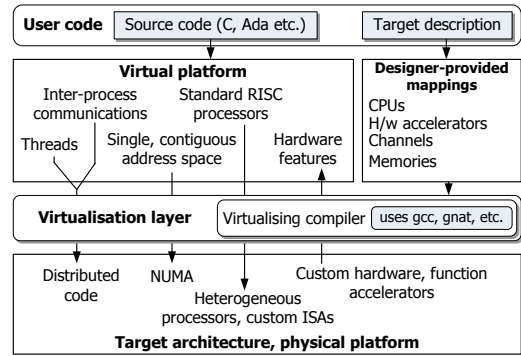 User code
Source code (C, Ada etc.)
Target description
Virtual platform
Inter-process
communications
Standard RISC
processors
Threads
Single, contiguous
address space
Hardware
features
Designer-provided
mappings
CPUs
H/w accelerators
Channels
Memories
Virtualisation layer
Virtualising compiler
uses gcc, gnat, etc.
Distributed
code
NUMA
Heterogeneous
processors, custom ISAs
Custom hardware, function
accelerators
Target architecture, physical platform